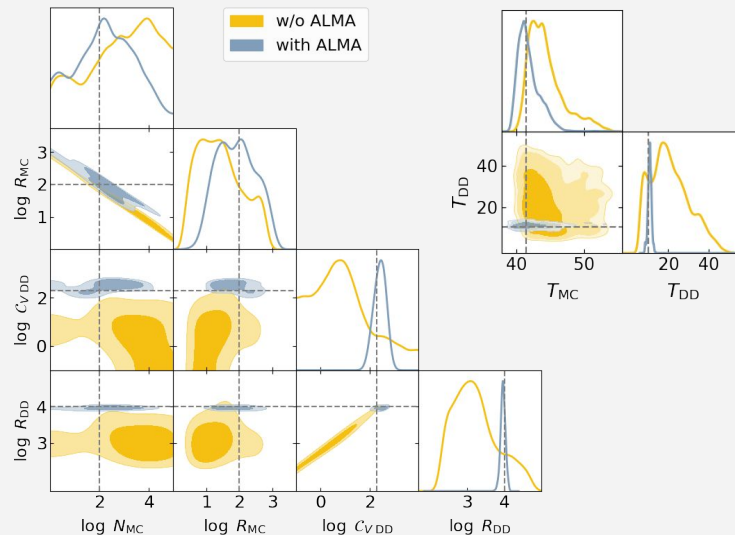 w/o ALMA
with ALMA
3
2
1
log R_MC
2
0
log C_V DD
4
3
log R_DD
2 4
1 2 3
0 2
3 4
log N_MC
log R_MC
log C_V DD
log R_DD
40
20
T_DD
40 50
20 40
T_MC
T_DD